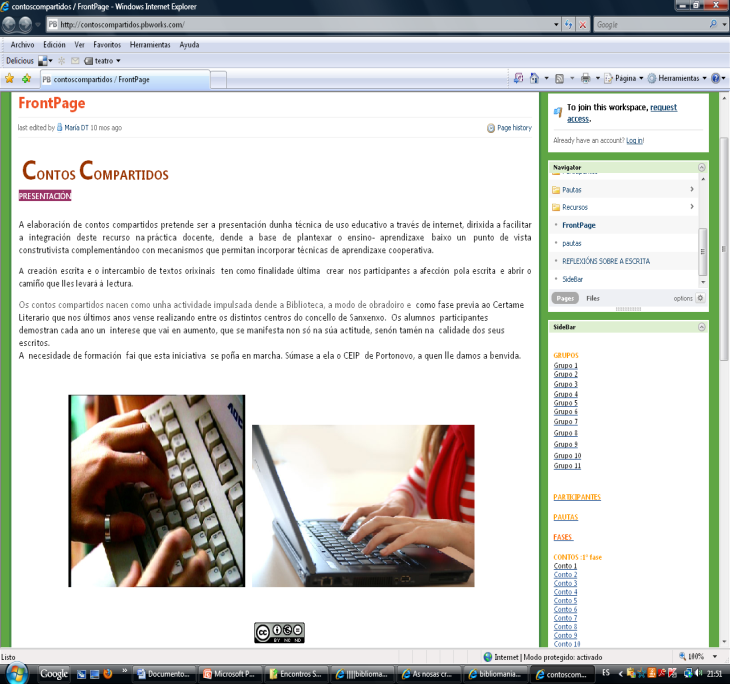 contoscompartidos / FrontPage - Windows Internet Explorer
http://contoscompartidos.pbworks.com/
Google
Archivo Edición Ver Favoritos Herramientas Ayuda
Delicious teatro
PB contoscompartidos / FrontPage
Página Herramientas
FrontPage
last edited by María DT 10 mos ago
Page history
CONTOS COMPARTIDOS
PRESENTACIÓN
A elaboración de contos compartidos pretende ser a presentación dunha técnica de uso educativo a través de internet, dirixida a facilitar
a integración deste recurso na práctica docente, dende a base de plantexar o ensino- aprendizaxe baixo un punto de vista
construtivista complementándoo con mecanismos que permitan incorporar técnicas de aprendizaxe cooperativa.
A creación escrita e o intercambio de textos orixinais ten como finalidade última crear nos participantes a afección pola escrita e abrir o
camiño que lles levará á lectura.
Os contos compartidos nacen como unha actividade impulsada dende a Biblioteca, a modo de obradoiro e como fase previa ao Certame
Literario que nos últimos anos vense realizando entre os distintos centros do concello de Sanxenxo. Os alumnos participantes
demostran cada ano un interese que vai en aumento, que se manifesta non só na súa actitude, senón tamén na calidade dos seus
escritos.
A necesidade de formación fai que esta iniciativa se poña en marcha. Súmase a ela o CEIP de Portonovo, a quen lle damos a benvida.
cc BY NC ND
To join this workspace, request
access.
Already have an account? Log in!
Navigator
Pautas
Recursos
FrontPage
pautas
REFLEXIÓNS SOBRE A ESCRITA
SideBar
Pages Files options
SideBar
GRUPOS
Grupo 1
Grupo 2
Grupo 3
Grupo 4
Grupo 5
Grupo 6
Grupo 7
Grupo 8
Grupo 9
Grupo 10
Grupo 11
PARTICIPANTES
PAUTAS
FASES
CONTOS :1ª fase
Conto 1
Conto 2
Conto 3
Conto 4
Conto 5
Conto 6
Conto 7
Conto 8
Conto 9
Conto 10
Listo
Internet | Modo protegido: activado
100%
Google
Documento...
Microsoft P...
Encontros S...
||||biblioma...
As nosas cr...
bibliomania...
contoscom...
ES
21:51